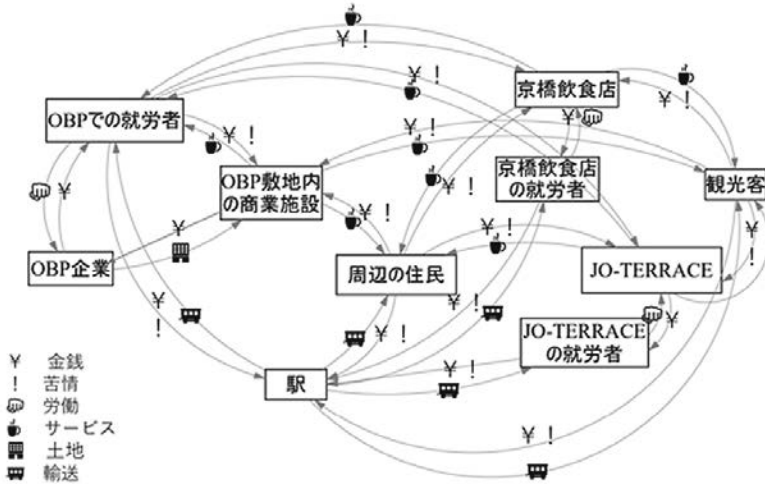 京橋飲食店
OBPでの就労者
京橋飲食店
の就労者
OBP敷地内
の商業施設
観光客
OBP企業
周辺の住民
JO-TERRACE
JO-TERRACE
の就労者
駅
¥ 金銭
! 苦情
労働
サービス
土地
輸送